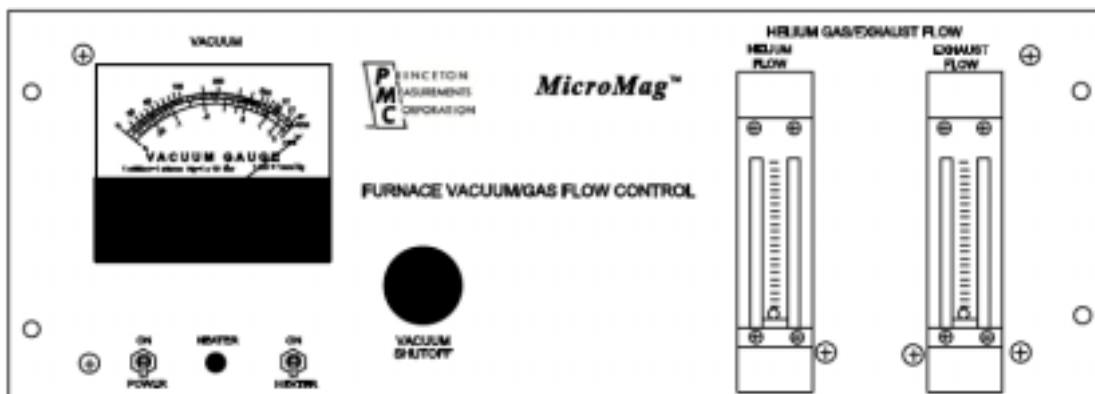 VACUUM
VACUUM GAUGE
PRINCETON
MEASUREMENTS
CORPORATION
MicroMag™
FURNACE VACUUM/GAS FLOW CONTROL
VACUUM
SHUTOFF
ON
POWER
HEATER
ON
HEATER
HELIUM GAS/EXHAUST FLOW
HELIUM
FLOW
EXHAUST
FLOW